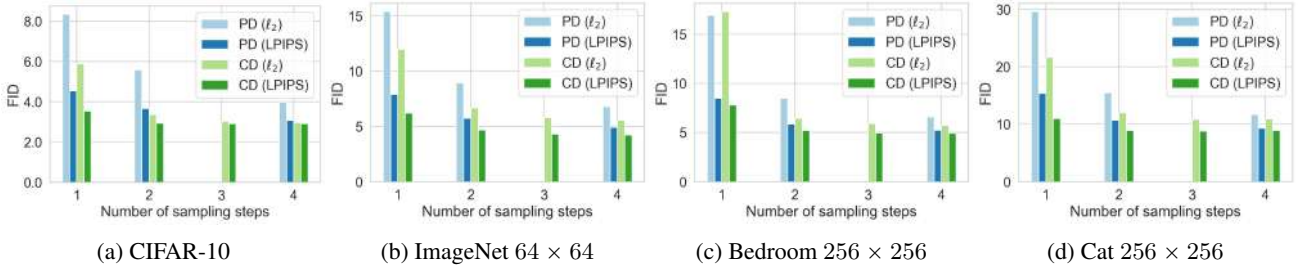 8.0
6.0
4.0
2.0
0.0
FID
PD (ℓ₂)
PD (LPIPS)
CD (ℓ₂)
CD (LPIPS)
1 2 3 4
Number of sampling steps
(a) CIFAR-10
15
10
5
0
FID
PD (ℓ₂)
PD (LPIPS)
CD (ℓ₂)
CD (LPIPS)
1 2 3 4
Number of sampling steps
(b) ImageNet 64 × 64
15
10
5
0
FID
PD (ℓ₂)
PD (LPIPS)
CD (ℓ₂)
CD (LPIPS)
1 2 3 4
Number of sampling steps
(c) Bedroom 256 × 256
30
20
10
0
FID
PD (ℓ₂)
PD (LPIPS)
CD (ℓ₂)
CD (LPIPS)
1 2 3 4
Number of sampling steps
(d) Cat 256 × 256